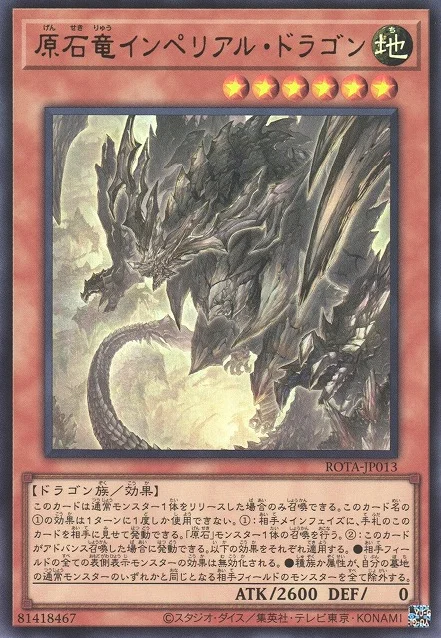 原石竜インペリアル・ドラゴン
げん せき りゅう
地
ち
ROTA-JP013
【ドラゴン族／効果】
このカードは通常モンスター1体をリリースした場合のみ召喚できる。このカード名の
①の効果は1ターンに1度しか使用できない。①：相手メインフェイズに、手札のこの
カードを相手に見せて発動できる。「原石」モンスター1体の召喚を行う。②：このカード
がアドバンス召喚した場合に発動できる。以下の効果をそれぞれ適用する。●相手フィー
ルドの全ての表側表示モンスターの効果は無効化される。●種族か属性が、自分の墓地
の通常モンスターのいずれかと同じとなる相手フィールドのモンスターを全て除外する。
ATK/2600 DEF/ 0
81418467
©スタジオ・ダイス／集英社・テレビ東京・KONAMI